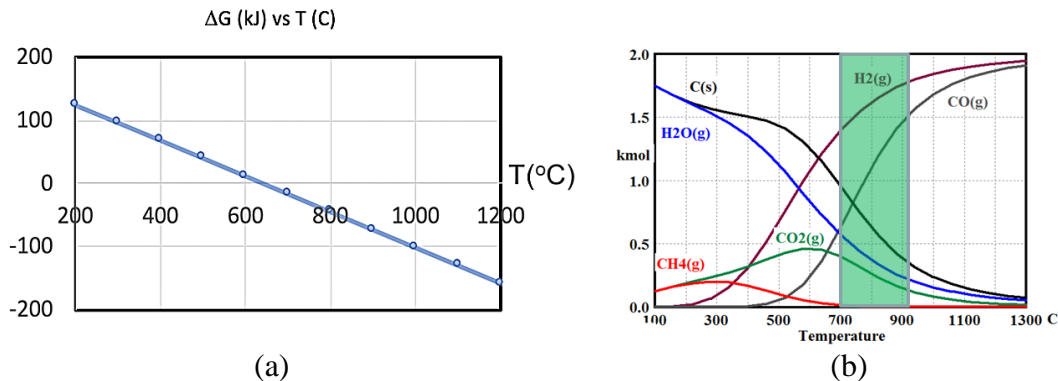 ΔG (kJ) vs T (C)
200
100
0
-100
-200
200 400 600 800 1000 1200
T(°C)
(a)
2.0
1.5
kmol
1.0
0.5
0.0
C(s)
H2O(g)
H2(g)
CO(g)
CO2(g)
CH4(g)
100 300 500 700 900 1100 1300 C
Temperature
(b)